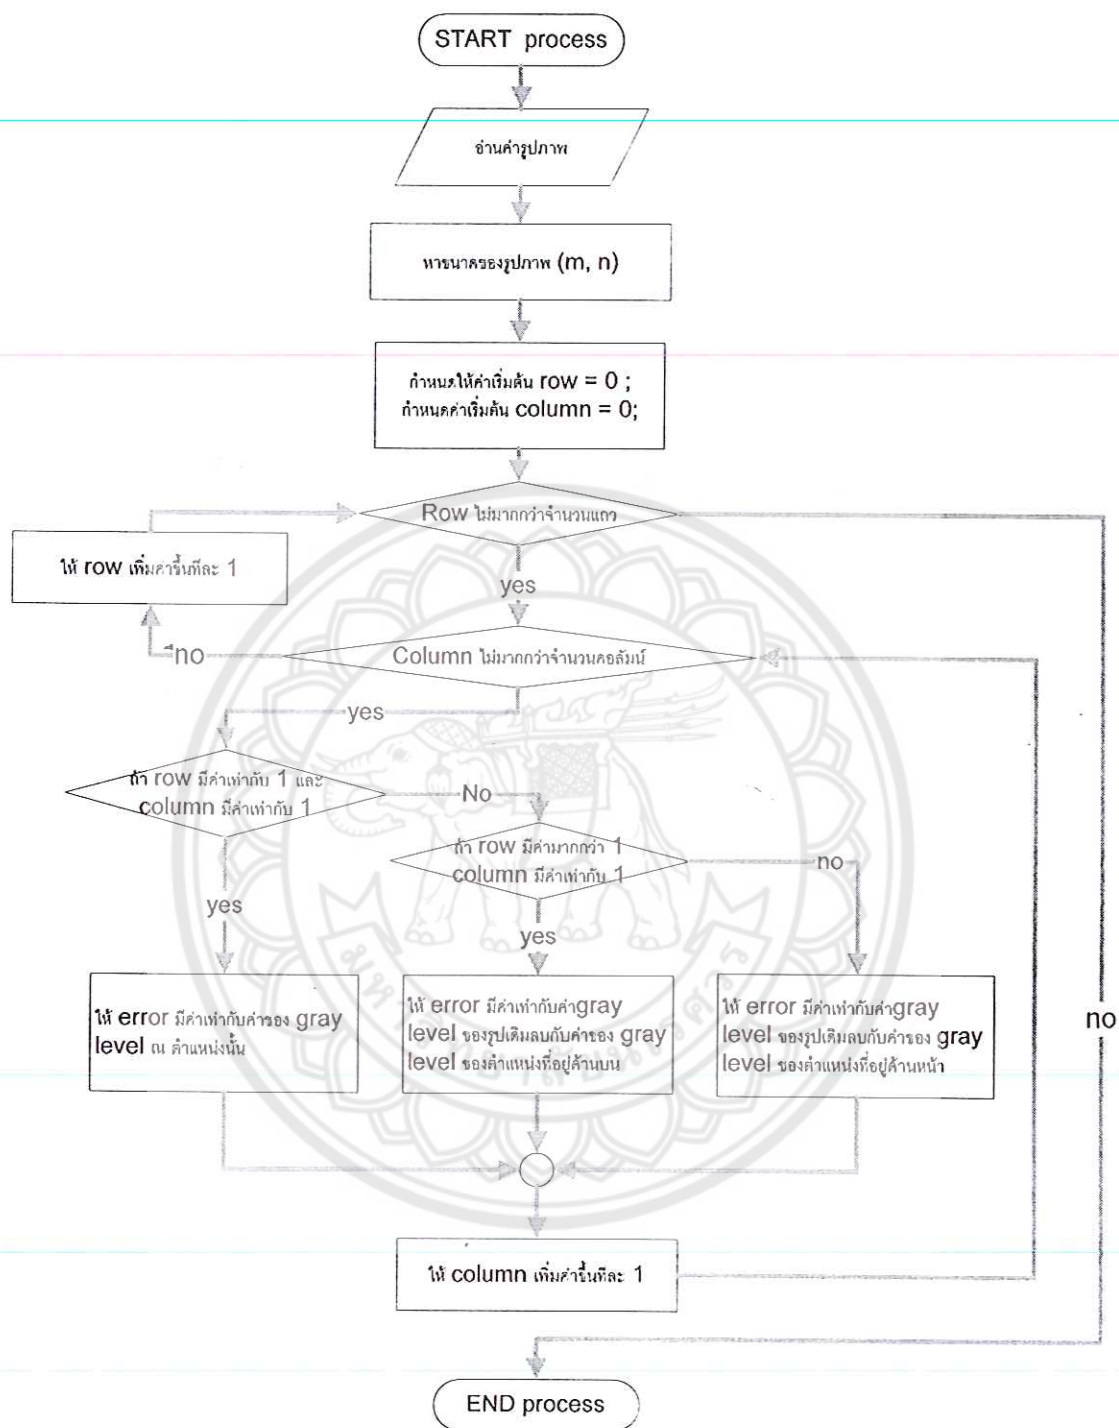 START process
อ่านค่ารูปภาพ
หาขนาดของรูปภาพ (m, n)
กำหนดให้ค่าเริ่มต้น row = 0 ;
กำหนดค่าเริ่มต้น column = 0;
Row ไม่มากกว่าจำนวนแถว
ให้ row เพิ่มค่าขึ้นทีละ 1
yes
no
Column ไม่มากกว่าจำนวนคอลัมน์
yes
ถ้า row มีค่าเท่ากับ 1 และ
column มีค่าเท่ากับ 1
No
ถ้า row มีค่ามากกว่า 1
column มีค่าเท่ากับ 1
no
yes
yes
ให้ error มีค่าเท่ากับค่าของ gray
level ณ ตำแหน่งนั้น
ให้ error มีค่าเท่ากับค่าgray
level ของรูปเดิมลบกับค่าของ gray
level ของตำแหน่งที่อยู่ด้านบน
ให้ error มีค่าเท่ากับค่าgray
level ของรูปเดิมลบกับค่าของ gray
level ของตำแหน่งที่อยู่ด้านหน้า
no
มหาวิทยาลัยนเรศวร
ให้ column เพิ่มค่าขึ้นทีละ 1
END process